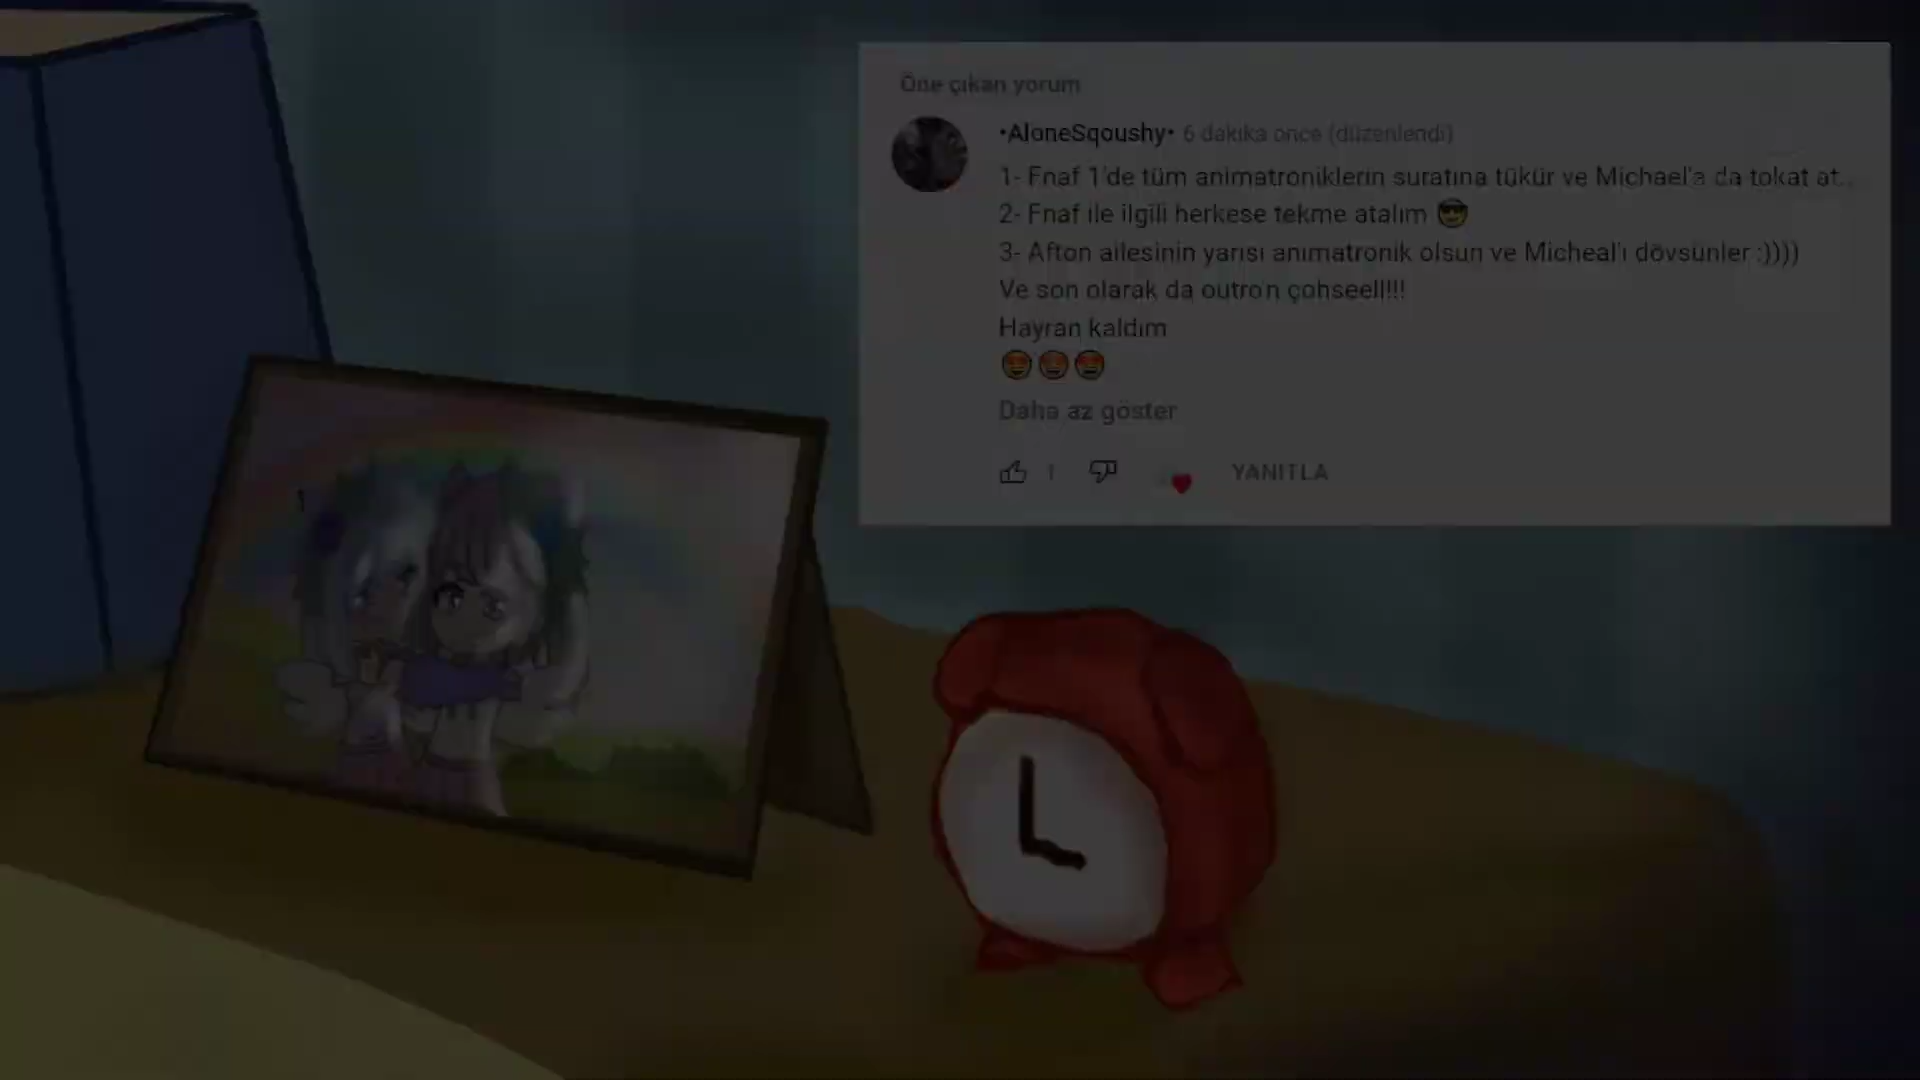 Öne çıkan yorum
•AloneSqoushy• 6 dakika önce (düzenlendi)
1- Fnaf 1'de tüm animatroniklerin suratına tükür ve Michael'a da tokat at..
2- Fnaf ile ilgili herkese tekme atalım 😎
3- Afton ailesinin yarısı animatronik olsun ve Micheal'ı dövsünler :))))
Ve son olarak da outro'n çohseell!!!
Hayran kaldım
🤩🤩🤩
Daha az göster
1 YANITLA